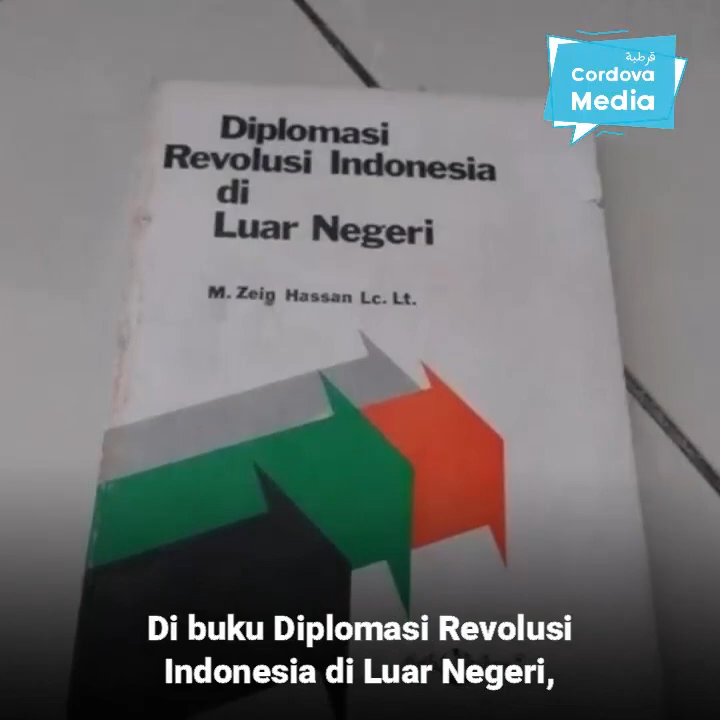 قرطبة
Cordova
Media
Diplomasi
Revolusi Indonesia
di
Luar Negeri
M. Zein Hassan Lc. Lt.
Di buku Diplomasi Revolusi
Indonesia di Luar Negeri,